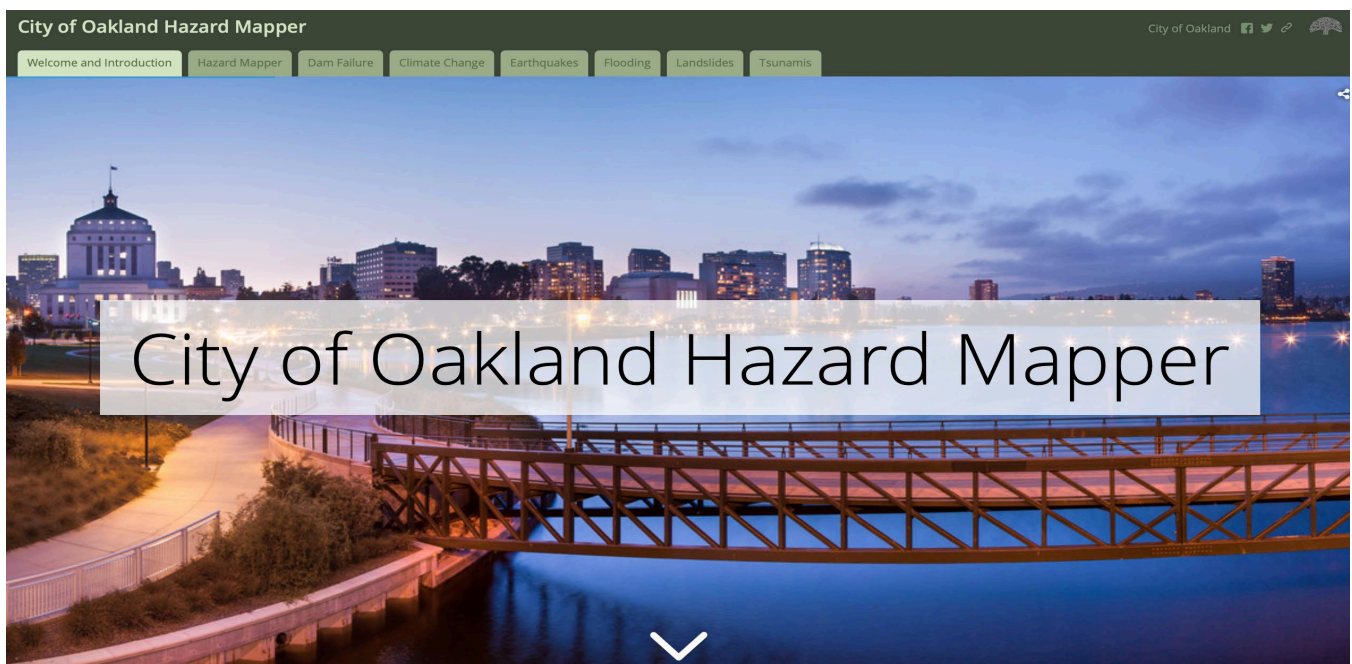 City of Oakland Hazard Mapper
City of Oakland
Welcome and Introduction
Hazard Mapper
Dam Failure
Climate Change
Earthquakes
Flooding
Landslides
Tsunamis
City of Oakland Hazard Mapper